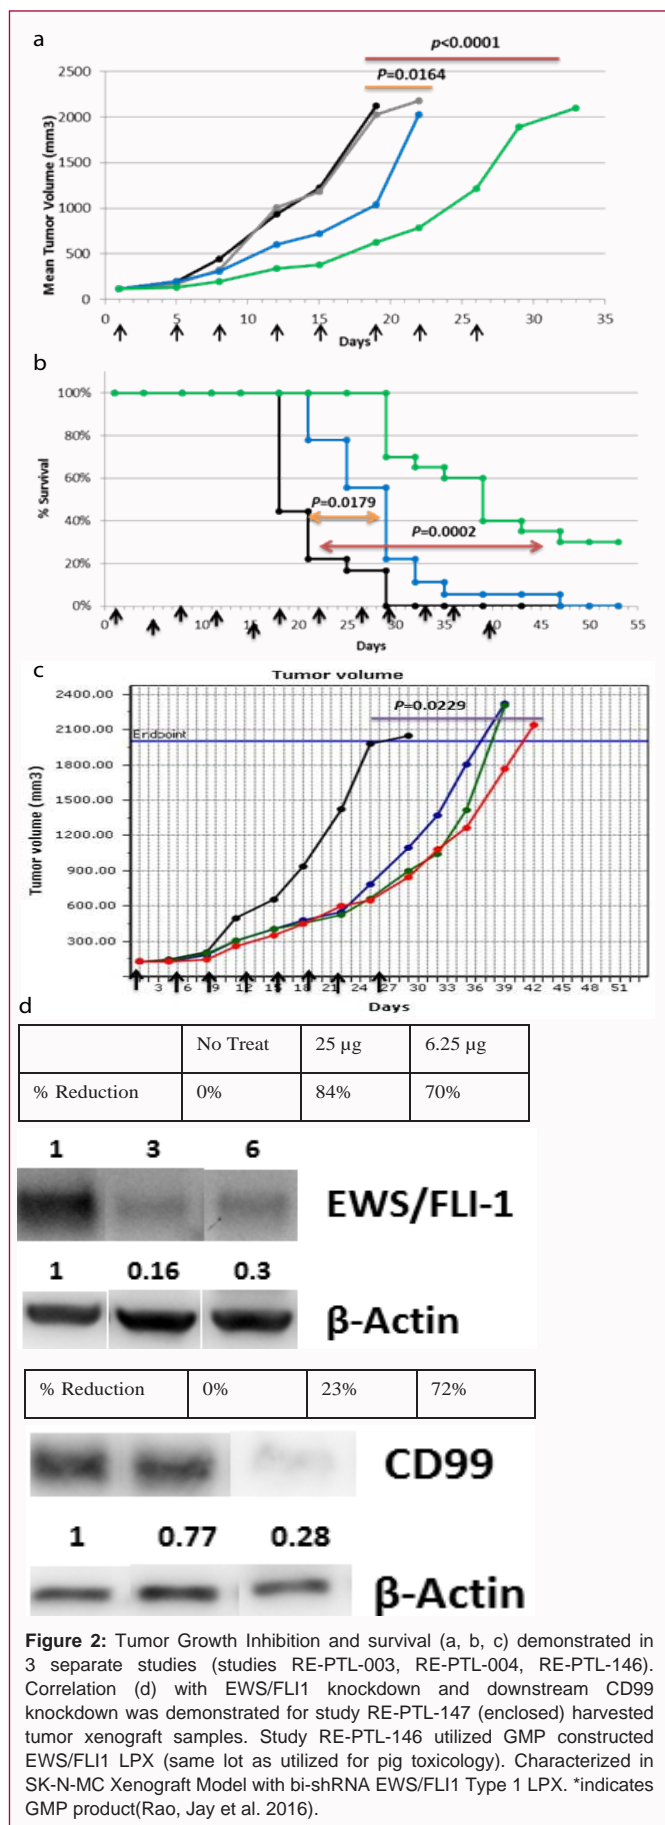 a
p<0.0001
P=0.0164
2500
2000
1500
1000
500
0
Mean Tumor Volume (mm3)
0 5 10 15 20 25 30 35
Days
b
100%
80%
60%
40%
20%
0%
% Survival
P=0.0179
P=0.0002
0 5 10 15 20 25 30 35 40 45 50 55
Days
c
Tumor volume
2400.00
2100.00
1800.00
1500.00
1200.00
900.00
600.00
300.00
Tumor volume (mm3)
P=0.0229
Endpoint
3 6 9 12 15 18 21 24 27 30 33 36 39 42 45 48 51
Days
d
No Treat 25 µg 6.25 µg
% Reduction 0% 84% 70%
1 3 6
EWS/FLI-1
1 0.16 0.3
β-Actin
% Reduction 0% 23% 72%
CD99
1 0.77 0.28
β-Actin
Figure 2: Tumor Growth Inhibition and survival (a, b, c) demonstrated in
3 separate studies (studies RE-PTL-003, RE-PTL-004, RE-PTL-146).
Correlation (d) with EWS/FLI1 knockdown and downstream CD99
knockdown was demonstrated for study RE-PTL-147 (enclosed) harvested
tumor xenograft samples. Study RE-PTL-146 utilized GMP constructed
EWS/FLI1 LPX (same lot as utilized for pig toxicology). Characterized in
SK-N-MC Xenograft Model with bi-shRNA EWS/FLI1 Type 1 LPX. *indicates
GMP product(Rao, Jay et al. 2016).